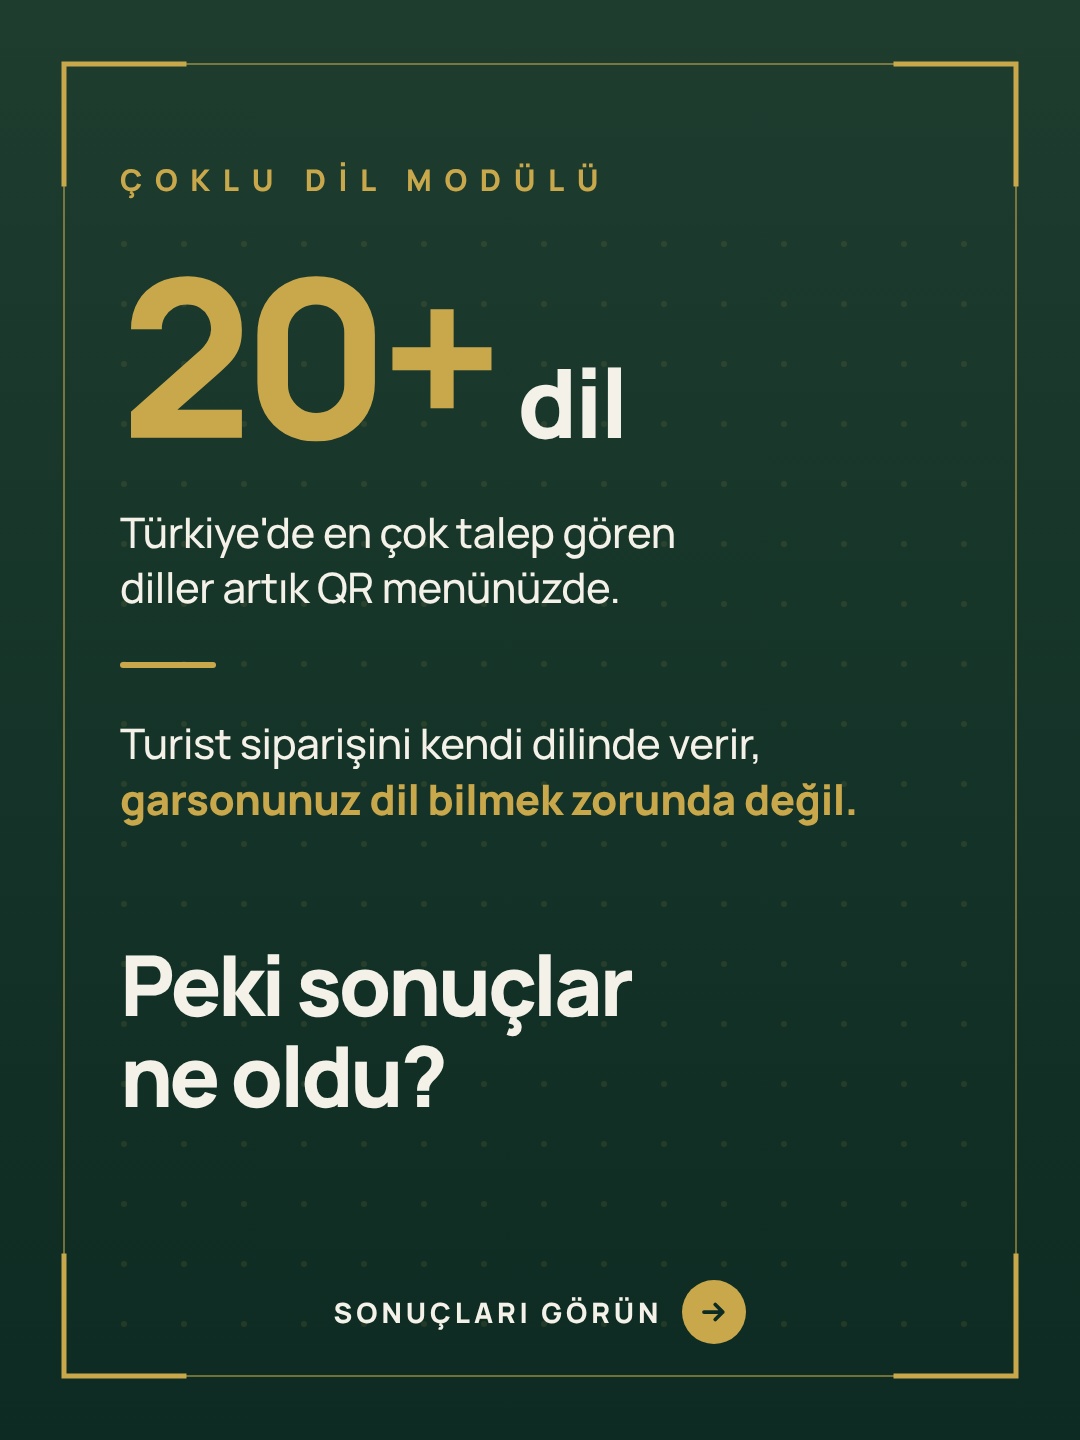 ÇOKLU DİL MODÜLÜ
20+ dil
Türkiye'de en çok talep gören
diller artık QR menünüzde.
Turist siparişini kendi dilinde verir,
garsonunuz dil bilmek zorunda değil.
Peki sonuçlar
ne oldu?
SONUÇLARI GÖRÜN